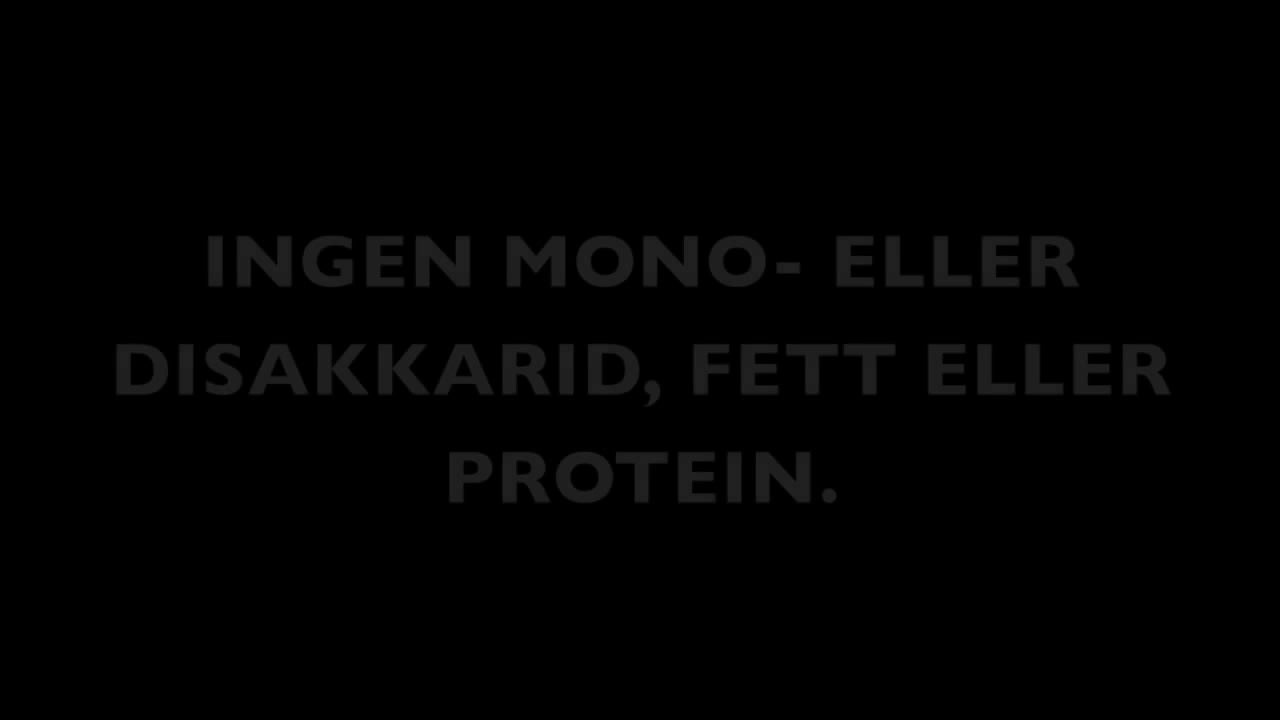 INGEN MONO- ELLER
DISAKKARID, FETT ELLER
PROTEIN.